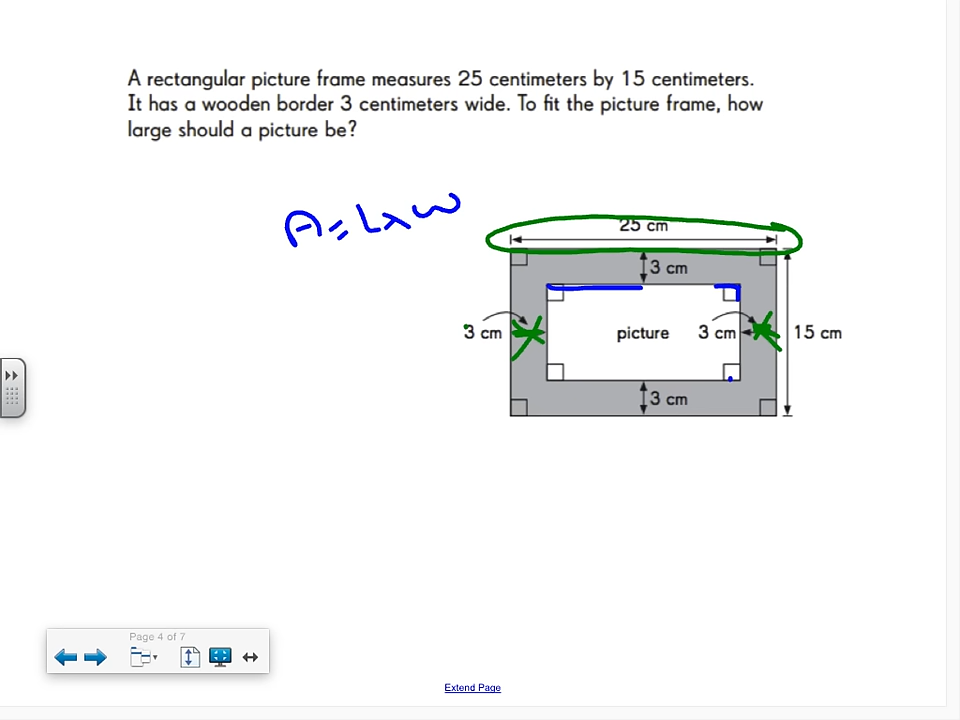 A rectangular picture frame measures 25 centimeters by 15 centimeters.
It has a wooden border 3 centimeters wide. To fit the picture frame, how
large should a picture be?
A = L x w
25 cm
3 cm
3 cm
picture
3 cm
15 cm
3 cm
Page 4 of 7
Extend Page